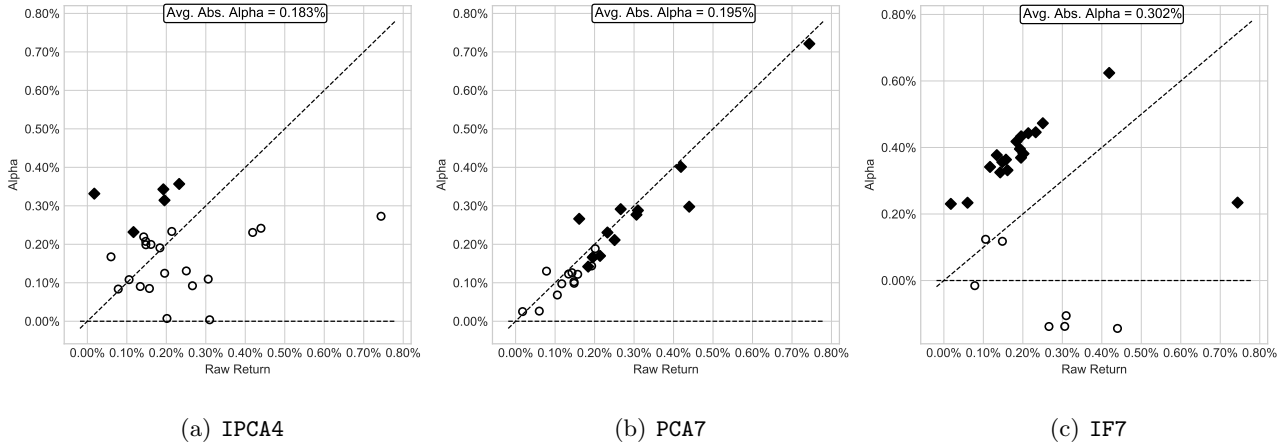 Avg. Abs. Alpha = 0.183%
0.80%
0.70%
0.60%
0.50%
0.40%
0.30%
0.20%
0.10%
0.00%
Alpha
0.00% 0.10% 0.20% 0.30% 0.40% 0.50% 0.60% 0.70% 0.80%
Raw Return
(a) IPCA4
Avg. Abs. Alpha = 0.195%
0.80%
0.70%
0.60%
0.50%
0.40%
0.30%
0.20%
0.10%
0.00%
Alpha
0.00% 0.10% 0.20% 0.30% 0.40% 0.50% 0.60% 0.70% 0.80%
Raw Return
(b) PCA7
Avg. Abs. Alpha = 0.302%
0.80%
0.60%
0.40%
0.20%
0.00%
Alpha
0.00% 0.10% 0.20% 0.30% 0.40% 0.50% 0.60% 0.70% 0.80%
Raw Return
(c) IF7